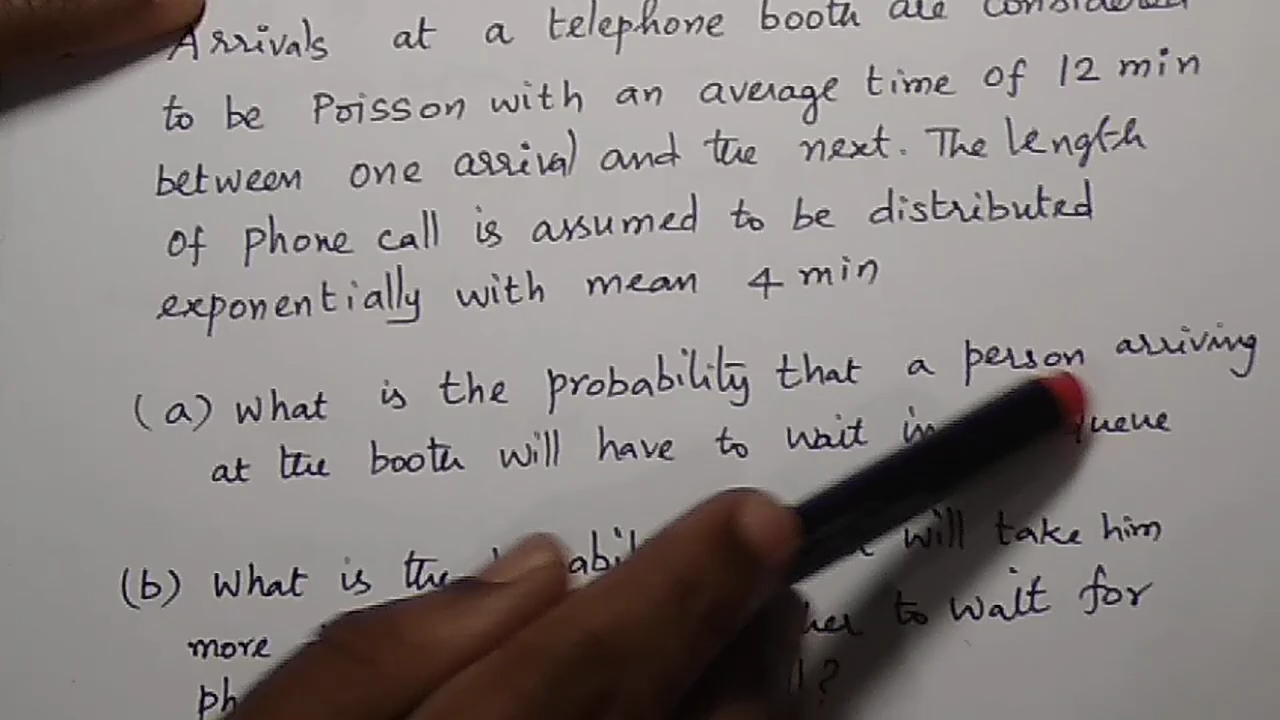 Arrivals at a telephone booth are considered
to be Poisson with an average time of 12 min
between one arrival and the next. The length
of phone call is assumed to be distributed
exponentially with mean 4 min
(a) What is the probability that a person arriving
at the booth will have to wait in queue
(b) What is the will take him
more to wait for
ph ?